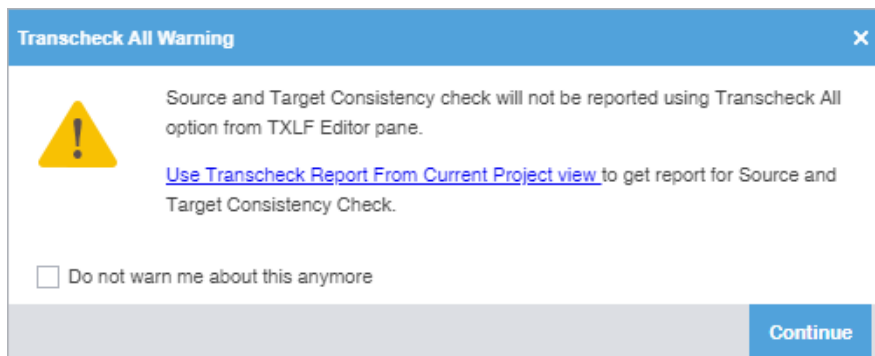 Transcheck All Warning
Source and Target Consistency check will not be reported using Transcheck All
option from TXLF Editor pane.
Use Transcheck Report From Current Project view to get report for Source and
Target Consistency Check.
Do not warn me about this anymore
Continue